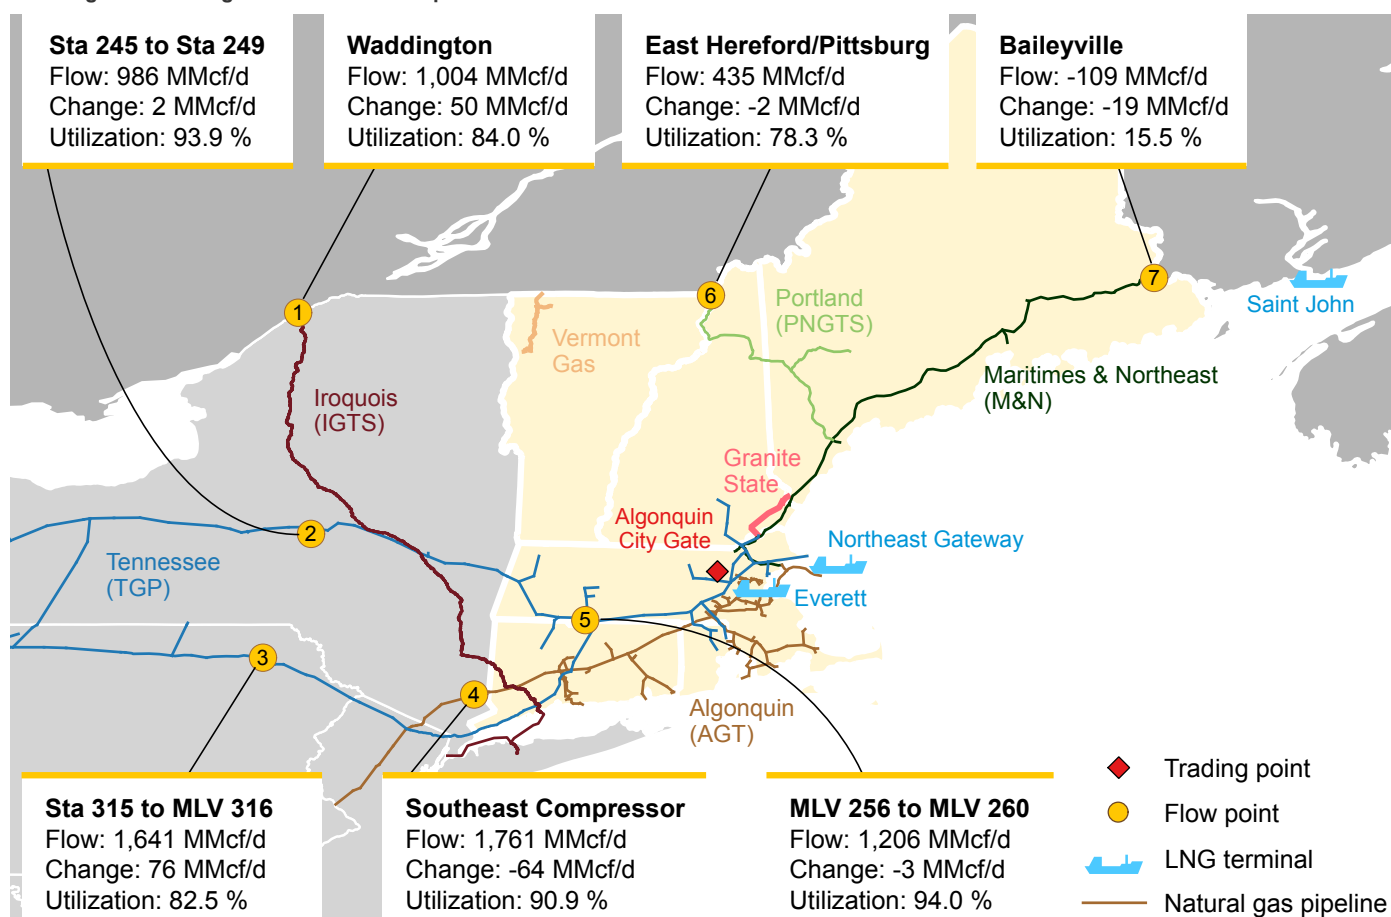 Sta 245 to Sta 249
Flow: 986 MMcf/d
Change: 2 MMcf/d
Utilization: 93.9 %
Waddington
Flow: 1,004 MMcf/d
Change: 50 MMcf/d
Utilization: 84.0 %
East Hereford/Pittsburg
Flow: 435 MMcf/d
Change: -2 MMcf/d
Utilization: 78.3 %
Baileyville
Flow: -109 MMcf/d
Change: -19 MMcf/d
Utilization: 15.5 %
1
6
7
Portland
(PNGTS)
Saint John
Vermont
Gas
Maritimes & Northeast
(M&N)
Iroquois
(IGTS)
Granite
State
Algonquin
City Gate
2
Northeast Gateway
Tennessee
(TGP)
Everett
5
3
4
Algonquin
(AGT)
Sta 315 to MLV 316
Flow: 1,641 MMcf/d
Change: 76 MMcf/d
Utilization: 82.5 %
Southeast Compressor
Flow: 1,761 MMcf/d
Change: -64 MMcf/d
Utilization: 90.9 %
MLV 256 to MLV 260
Flow: 1,206 MMcf/d
Change: -3 MMcf/d
Utilization: 94.0 %
Trading point
Flow point
LNG terminal
Natural gas pipeline